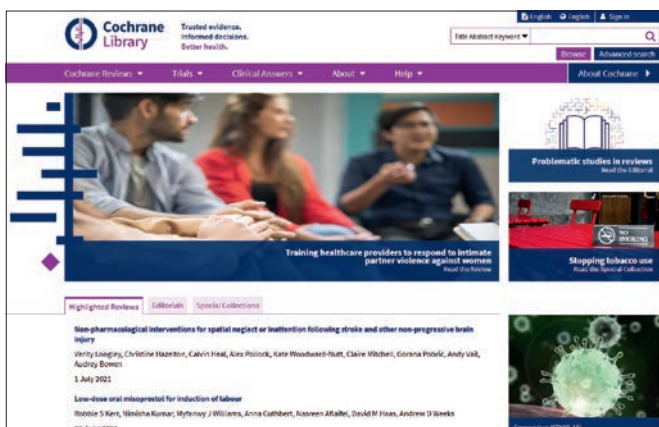 English English Sign in
Cochrane
Library
Trusted evidence.
Informed decisions.
Better health.
Title Abstract Keyword
Browse Advanced search
Cochrane Reviews Trials Clinical Answers About Help About Cochrane
Problematic studies in reviews
Read the Editorial
NO
SMOKING
Training healthcare providers to respond to intimate
partner violence against women
Read the Review
Stopping tobacco use
Read the Special Collection
Highlighted Reviews Editorials Special Collections
Non-pharmacological interventions for spatial neglect or inattention following stroke and other non-progressive brain
injury
Verity Longley, Christine Hazelton, Calvin Heal, Alex Pollock, Kate Woodward-Nutt, Claire Mitchell, Gorana Pobric, Andy Vail,
Audrey Bowen
1 July 2021
Low-dose oral misoprostol for induction of labour
Robbie S Kerr, Nimisha Kumar, Myfanwy J Williams, Anna Cuthbert, Nasreen Aflaifel, David M Haas, Andrew D Weeks